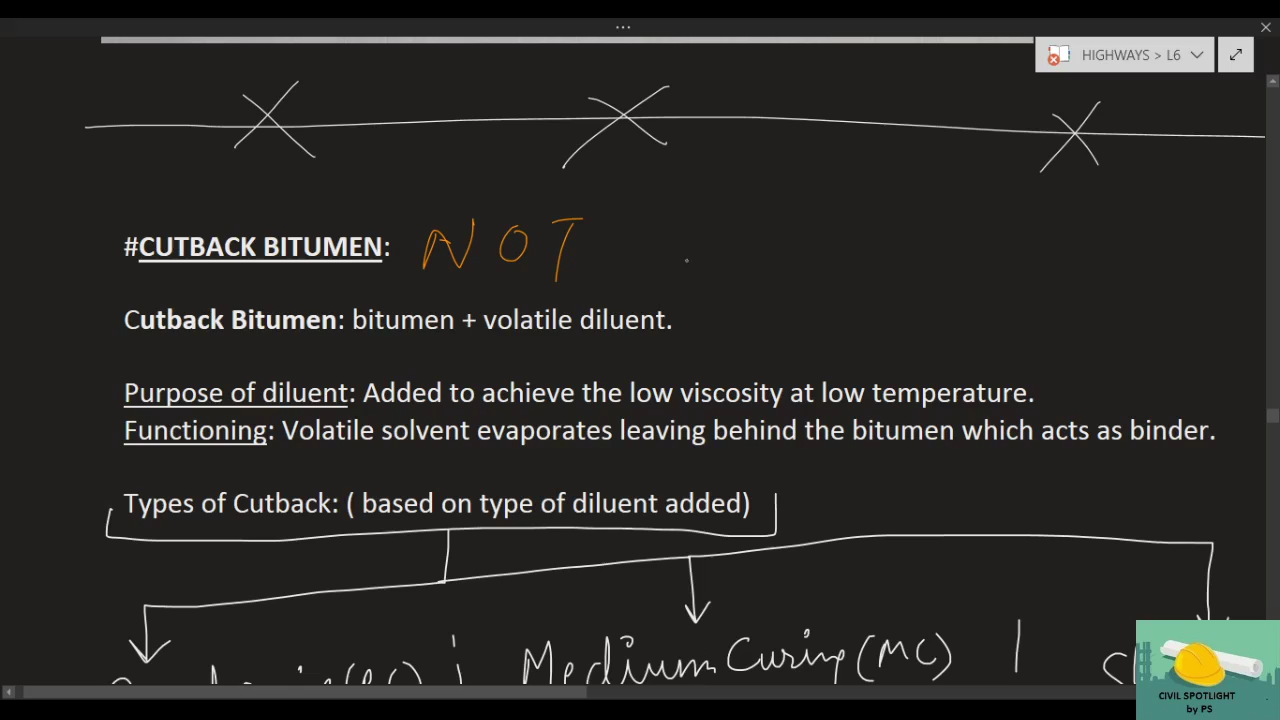 HIGHWAYS > L6
#CUTBACK BITUMEN: NOT
Cutback Bitumen: bitumen + volatile diluent.
Purpose of diluent: Added to achieve the low viscosity at low temperature.
Functioning: Volatile solvent evaporates leaving behind the bitumen which acts as binder.
Types of Cutback: ( based on type of diluent added)
Medium Curing (MC)
CIVIL SPOTLIGHT
by PS